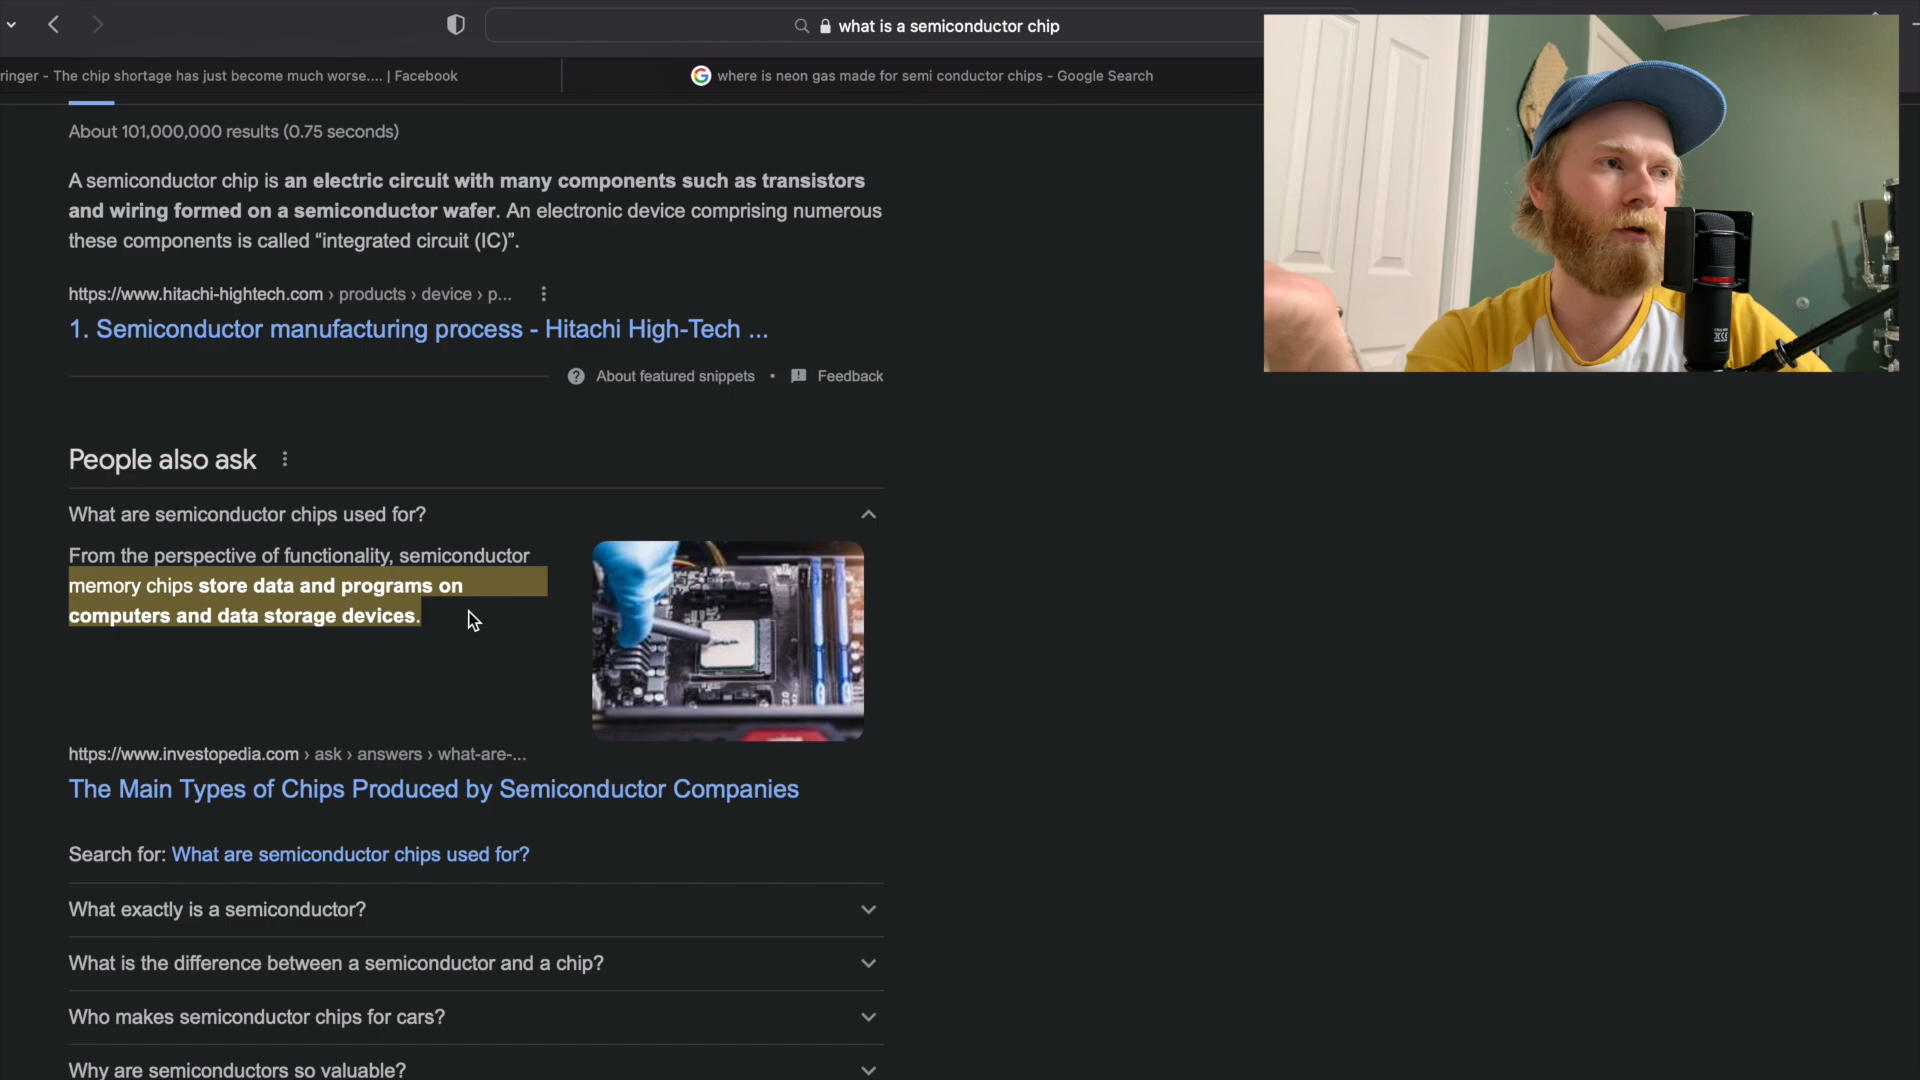 what is a semiconductor chip
ringer - The chip shortage has just become much worse.... | Facebook
where is neon gas made for semi conductor chips - Google Search
About 101,000,000 results (0.75 seconds)
A semiconductor chip is an electric circuit with many components such as transistors
and wiring formed on a semiconductor wafer. An electronic device comprising numerous
these components is called “integrated circuit (IC)”.
https://www.hitachi-hightech.com › products › device › p...
1. Semiconductor manufacturing process - Hitachi High-Tech ...
About featured snippets • Feedback
People also ask
What are semiconductor chips used for?
From the perspective of functionality, semiconductor
memory chips store data and programs on
computers and data storage devices.
https://www.investopedia.com › ask › answers › what-are-...
The Main Types of Chips Produced by Semiconductor Companies
Search for: What are semiconductor chips used for?
What exactly is a semiconductor?
What is the difference between a semiconductor and a chip?
Who makes semiconductor chips for cars?
Why are semiconductors so valuable?